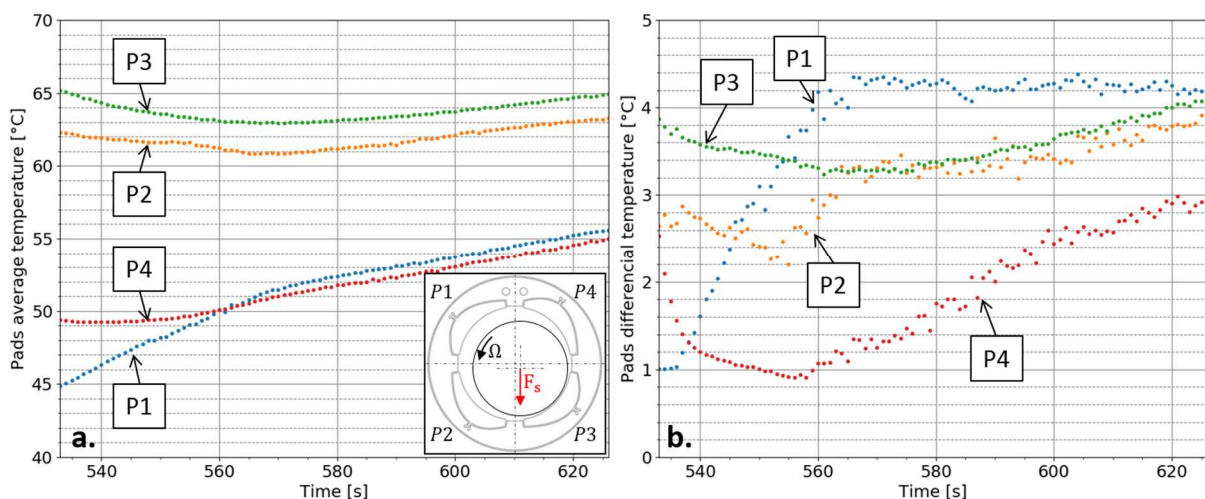 70
65
60
55
50
45
40
Pads average temperature [°C]
P3
P2
P4
P1
P1
P4
Ω
F_s
P2
P3
a.
540
560
580
600
620
Time [s]
5
4
3
2
1
0
Pads differencial temperature [°C]
P1
P3
P2
P4
b.
540
560
580
600
620
Time [s]